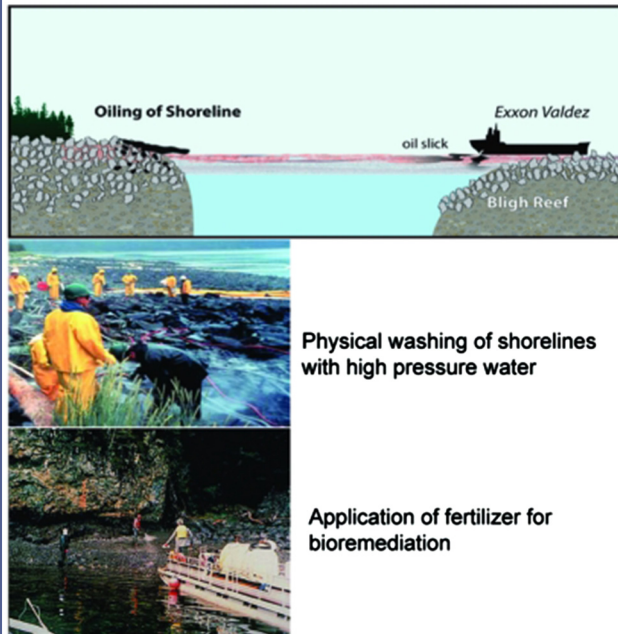 Oiling of Shoreline
Exxon Valdez
oil slick
Bligh Reef
Physical washing of shorelines
with high pressure water
Application of fertilizer for
bioremediation